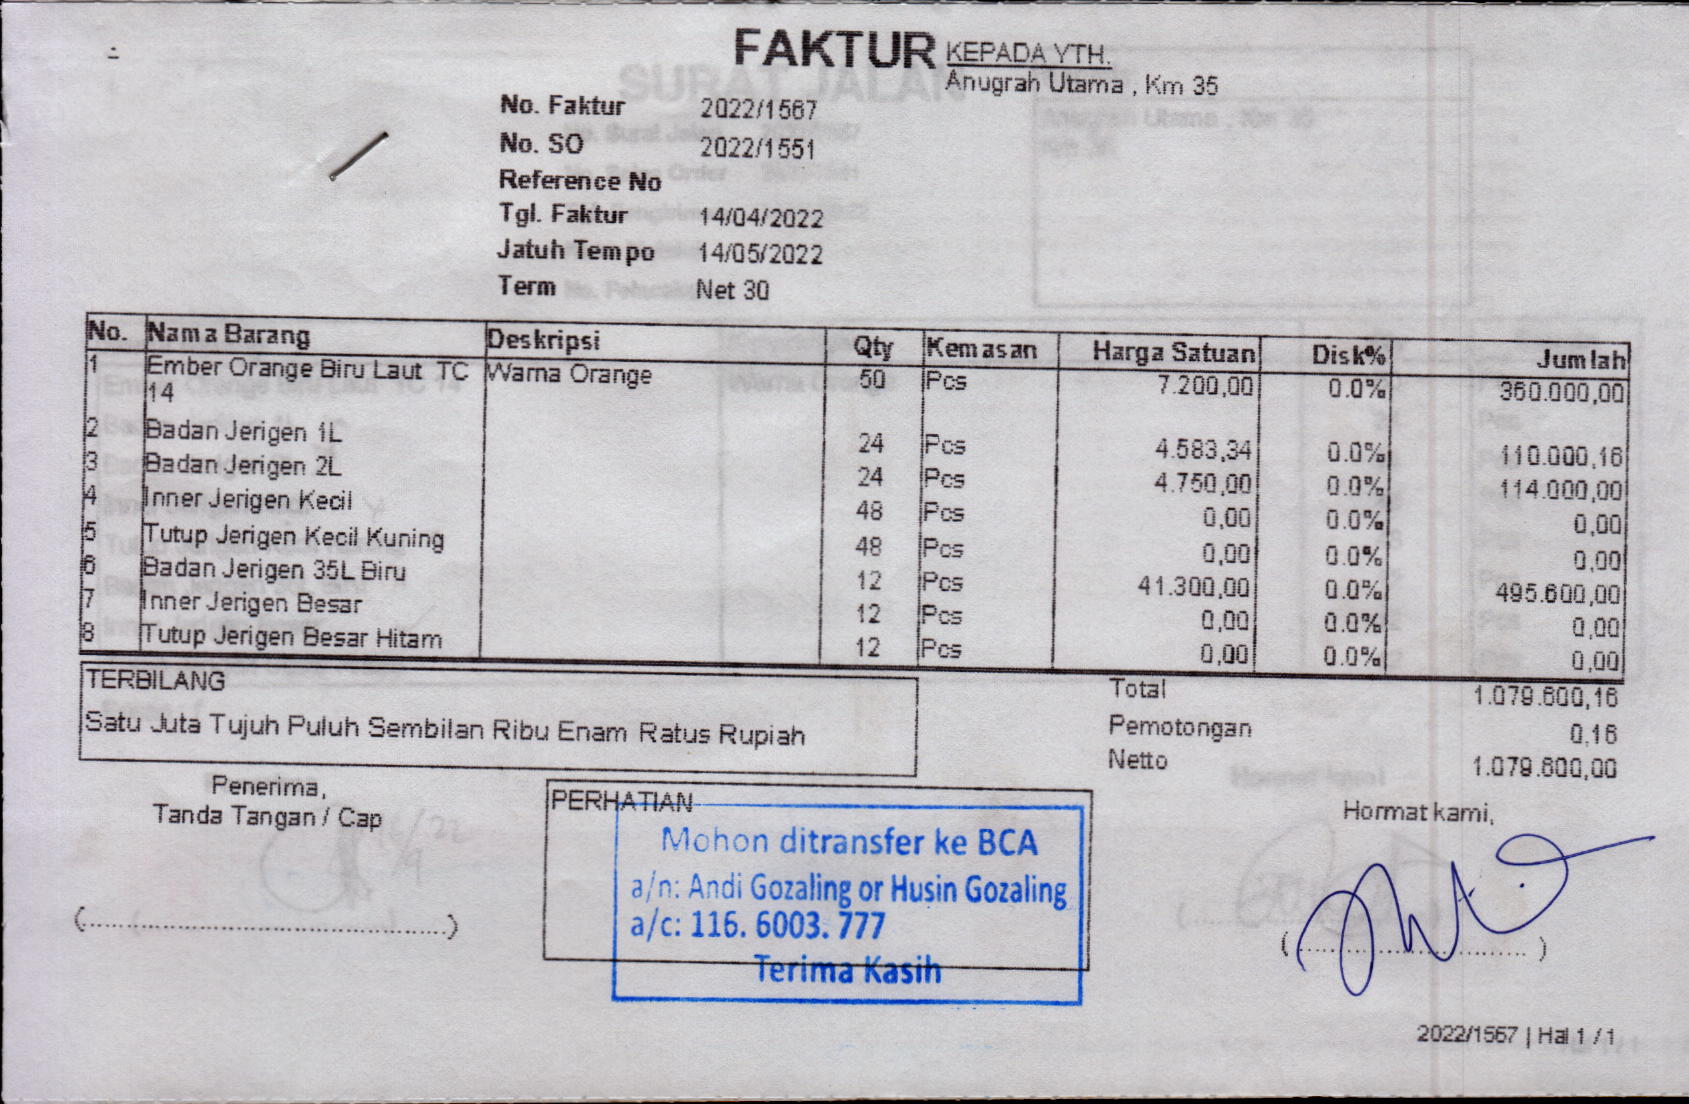 FAKTUR
KEPADA YTH.
Anugrah Utama , Km 35
No. Faktur 2022/1567
No. SO 2022/1551
Reference No
Tgl. Faktur 14/04/2022
Jatuh Tempo 14/05/2022
Term Net 30
No. Nama Barang Deskripsi Qty Kemasan Harga Satuan Disk% Jumlah
1 Ember Orange Biru Laut TC Warna Orange 50 Pcs 7.200,00 0.0% 360.000,00
14
2 Badan Jerigen 1L 24 Pcs 4.583,34 0.0% 110.000,16
3 Badan Jerigen 2L 24 Pcs 4.750,00 0.0% 114.000,00
4 Inner Jerigen Kecil 48 Pcs 0,00 0.0% 0,00
5 Tutup Jerigen Kecil Kuning 48 Pcs 0,00 0.0% 0,00
6 Badan Jerigen 35L Biru 12 Pcs 41.300,00 0.0% 495.600,00
7 Inner Jerigen Besar 12 Pcs 0,00 0.0% 0,00
8 Tutup Jerigen Besar Hitam 12 Pcs 0,00 0.0% 0,00
TERBILANG
Satu Juta Tujuh Puluh Sembilan Ribu Enam Ratus Rupiah
Total 1.079.600,16
Pemotongan 0,16
Netto 1.079.600,00
Penerima,
Tanda Tangan / Cap
(..........................................)
PERHATIAN
Mohon ditransfer ke BCA
a/n: Andi Gozaling or Husin Gozaling
a/c: 116. 6003. 777
Terima Kasih
Hormat kami,
(..............................)
2022/1567 | Hal 1 / 1